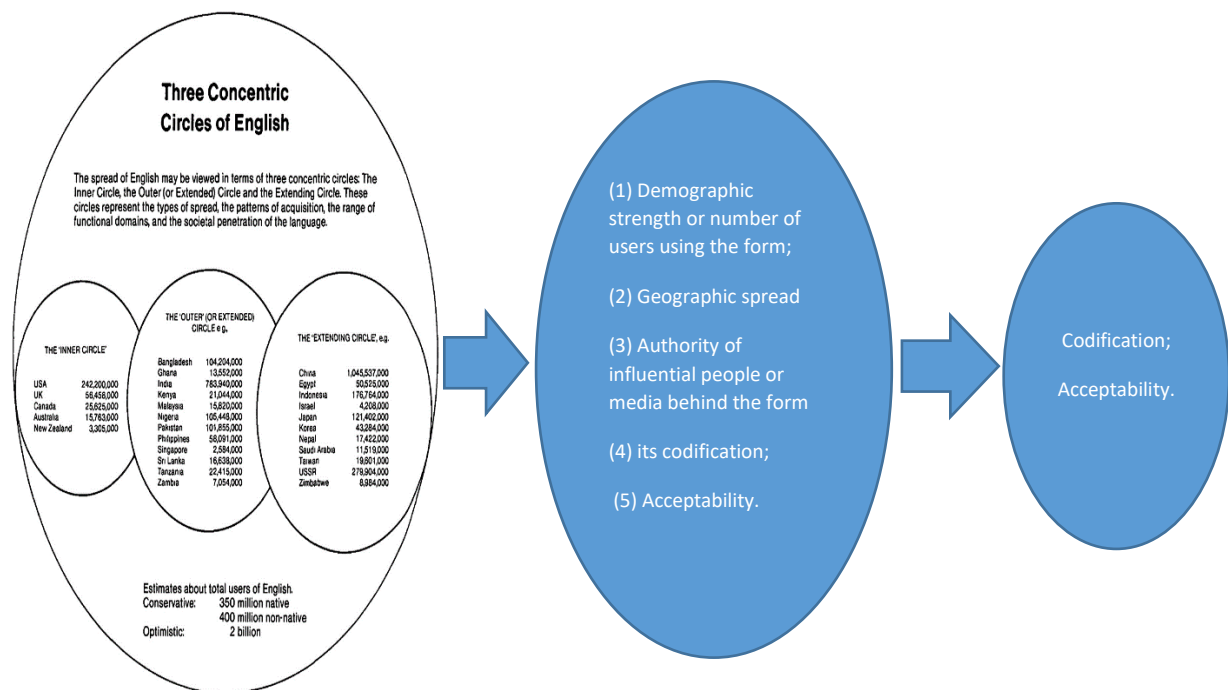 Three Concentric
Circles of English
The spread of English may be viewed in terms of three concentric circles: The
Inner Circle, the Outer (or Extended) Circle and the Extending Circle. These
circles represent the types of spread, the patterns of acquisition, the range of
functional domains, and the societal penetration of the language.
THE 'INNER CIRCLE'
USA 242,200,000
UK 56,458,000
Canada 25,625,000
Australia 15,763,000
New Zealand 3,305,000
THE 'OUTER' (OR EXTENDED)
CIRCLE e g,
Bangladesh 104,204,000
Ghana 13,552,000
India 783,940,000
Kenya 21,044,000
Malaysia 15,820,000
Nigeria 105,448,000
Pakistan 101,855,000
Philippines 58,091,000
Singapore 2,584,000
Sri Lanka 16,638,000
Tanzania 22,415,000
Zambia 7,054,000
THE 'EXTENDING CIRCLE', e.g.
China 1,045,537,000
Egypt 50,525,000
Indonesia 176,764,000
Israel 4,208,000
Japan 121,402,000
Korea 43,284,000
Nepal 17,422,000
Saudi Arabia 11,519,000
Taiwan 19,601,000
USSR 279,904,000
Zimbabwe 8,984,000
Estimates about total users of English.
Conservative: 350 million native
400 million non-native
Optimistic: 2 billion
(1) Demographic
strength or number of
users using the form;
(2) Geographic spread
(3) Authority of
influential people or
media behind the form
(4) its codification;
(5) Acceptability.
Codification;
Acceptability.